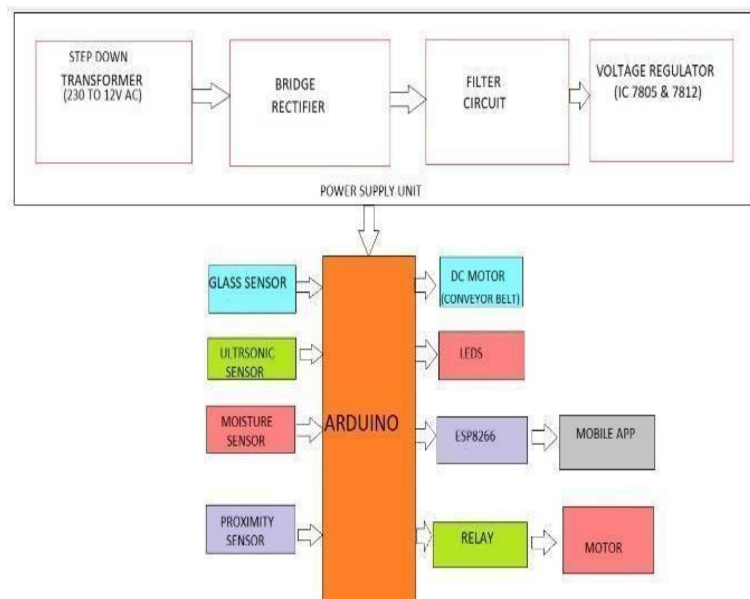 STEP DOWN
TRANSFORMER
(230 TO 12V AC)
BRIDGE
RECTIFIER
FILTER
CIRCUIT
VOLTAGE REGULATOR
(IC 7805 & 7812)
POWER SUPPLY UNIT
GLASS SENSOR
ULTRSONIC
SENSOR
MOISTURE
SENSOR
PROXIMITY
SENSOR
ARDUINO
DC MOTOR
(CONVEYOR BELT)
LEDS
ESP8266
MOBILE APP
RELAY
MOTOR